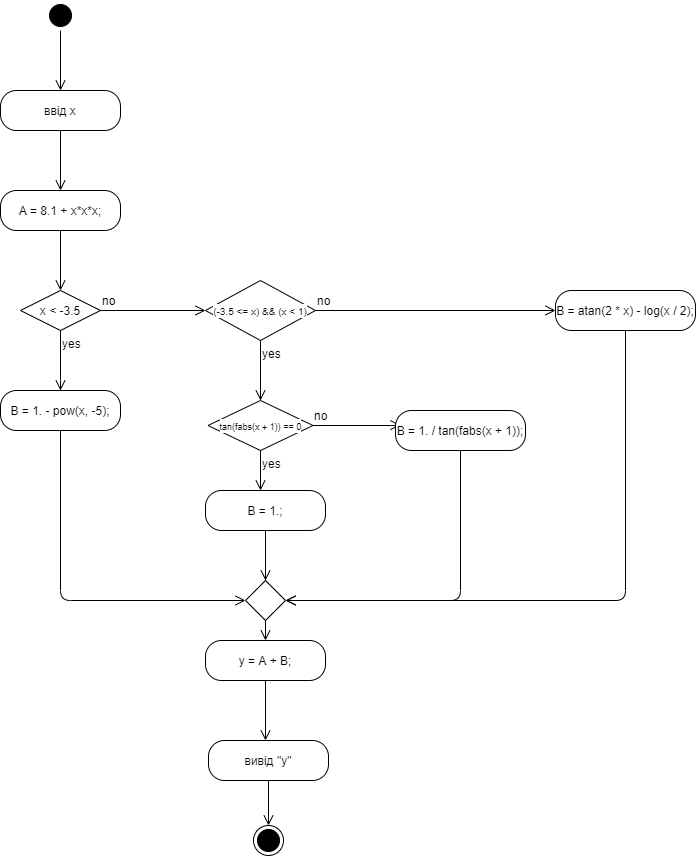 ввід x
A = 8.1 + x*x*x;
x < -3.5
no
(-3.5 <= x) && (x < 1)
no
B = atan(2 * x) - log(x / 2);
yes
yes
B = 1. - pow(x, -5);
tan(fabs(x + 1)) == 0
no
B = 1. / tan(fabs(x + 1));
yes
B = 1.;
y = A + B;
вивід "y"